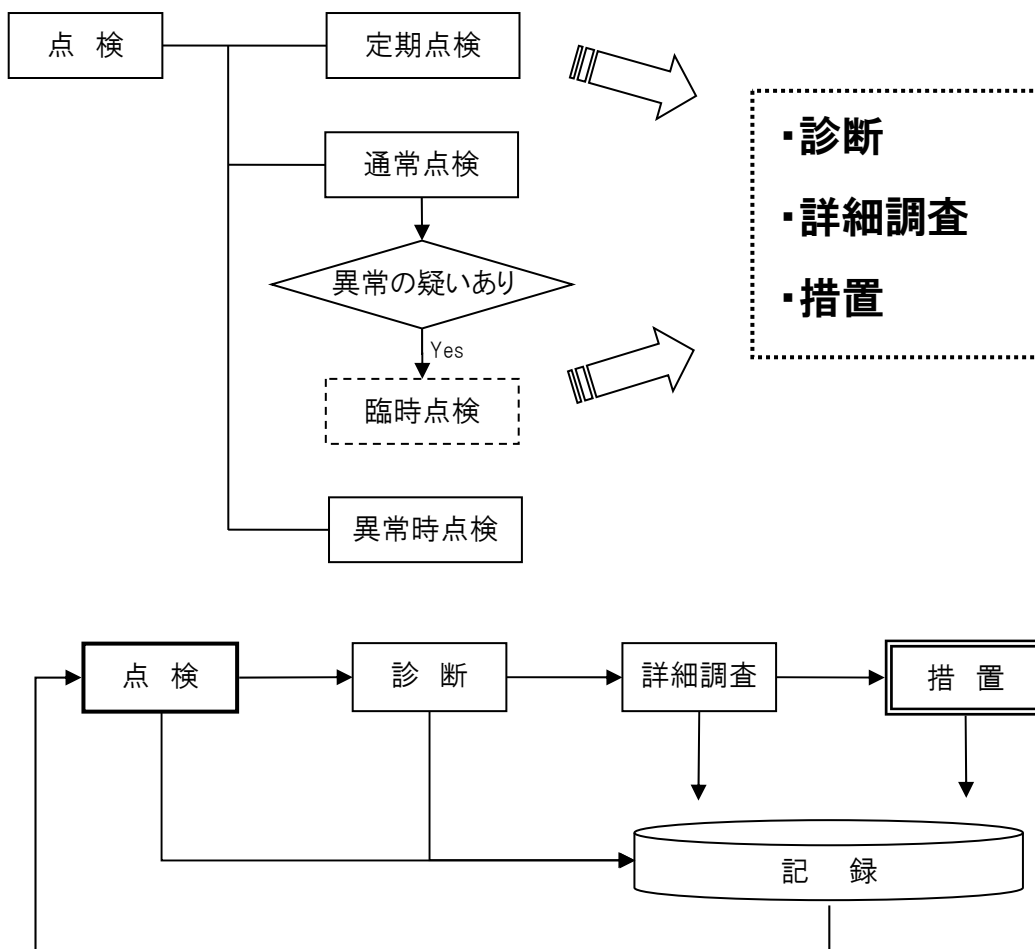 点 検
定期点検
通常点検
異常の疑いあり
Yes
臨時点検
異常時点検
・診断
・詳細調査
・措置
点 検
診 断
詳細調査
措 置
記 録